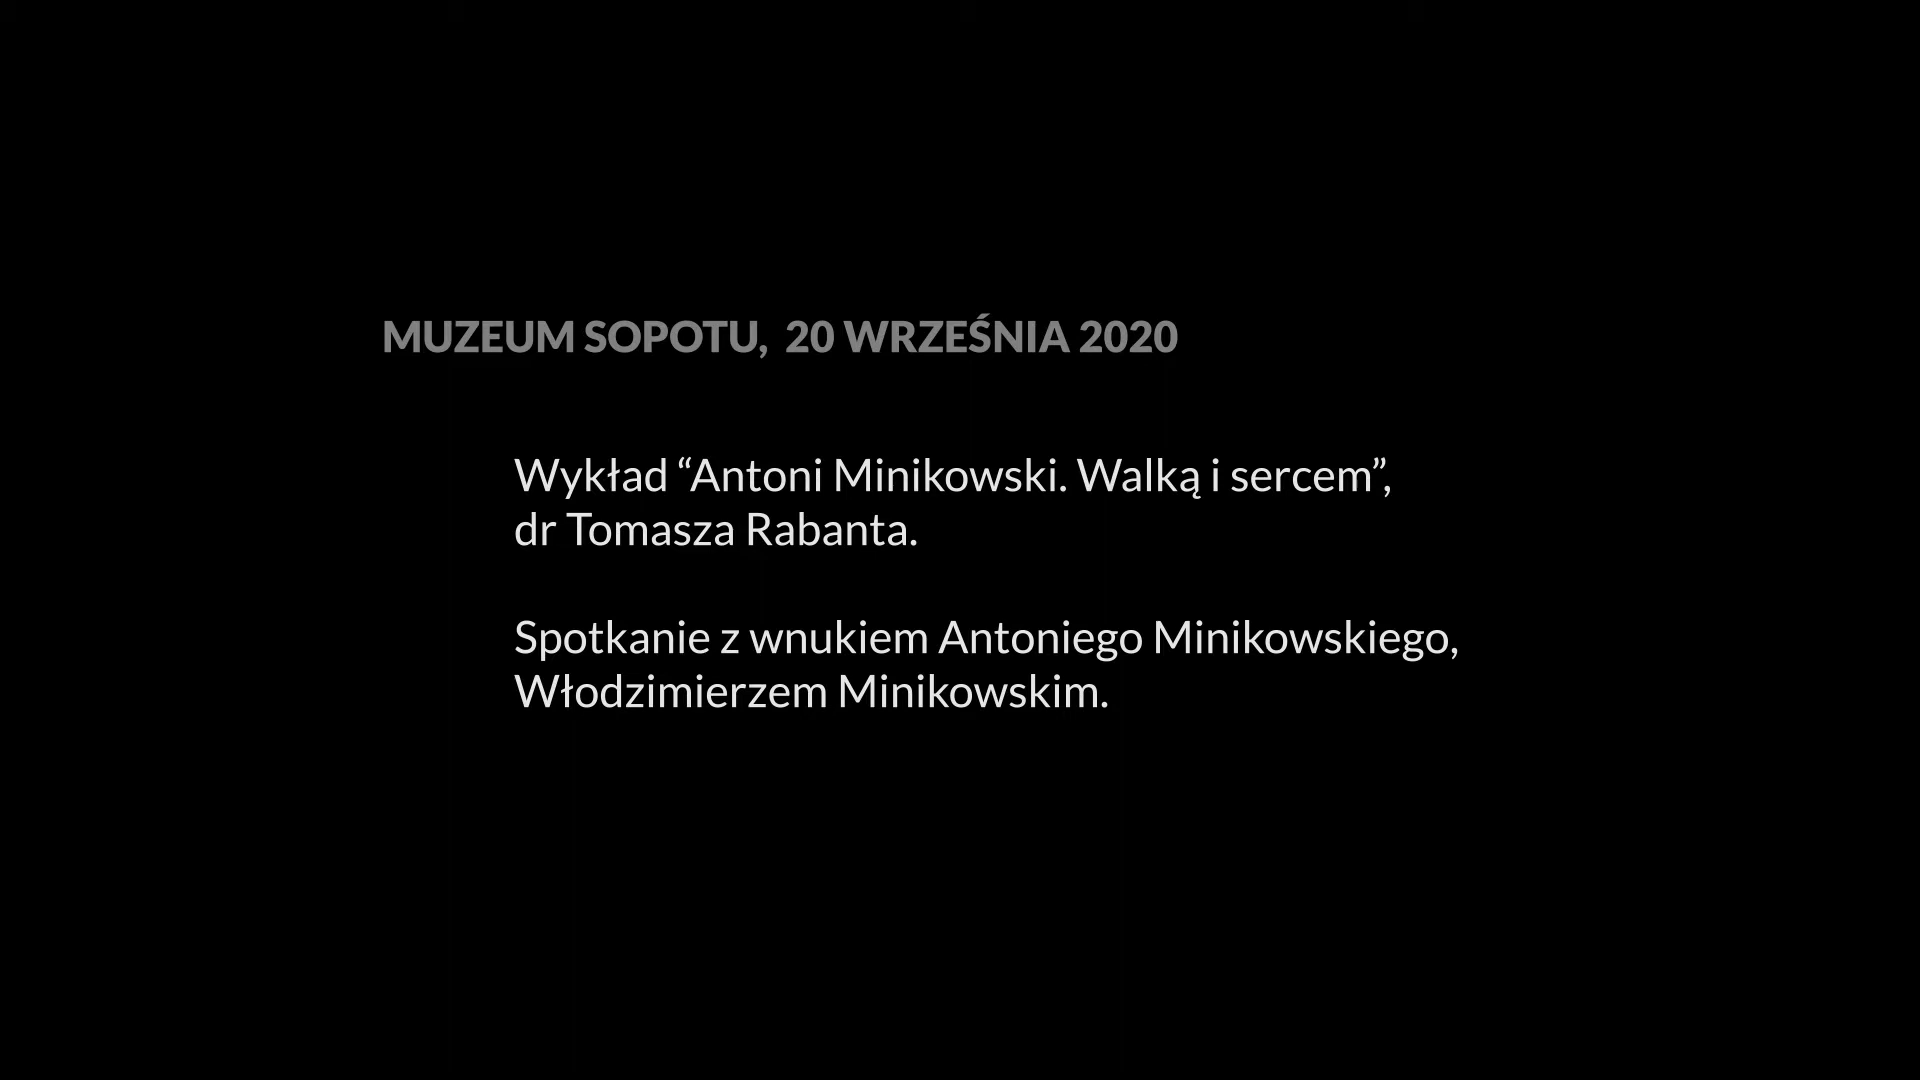 MUZEUM SOPOTU, 20 WRZEŚNIA 2020
Wykład “Antoni Minikowski. Walką i sercem”,
dr Tomasza Rabanta.
Spotkanie z wnukiem Antoniego Minikowskiego,
Włodzimierzem Minikowskim.